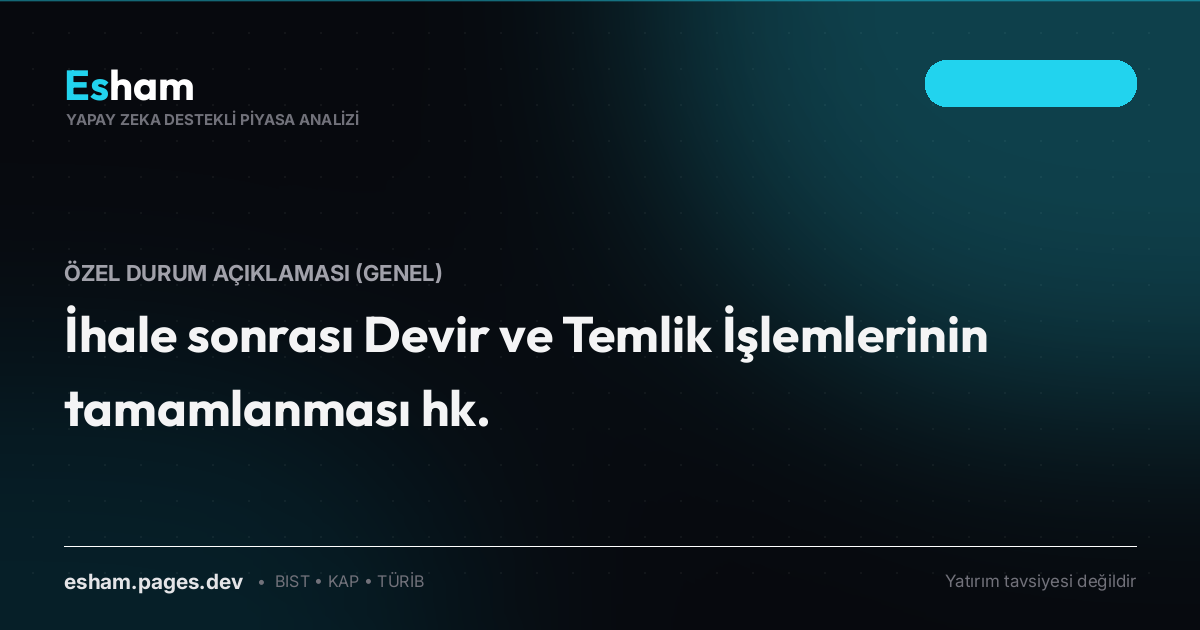 Esham
YAPAY ZEKA DESTEKLİ PİYASA ANALİZİ
ÖZEL DURUM AÇIKLAMASI (GENEL)
İhale sonrası Devir ve Temlik İşlemlerinin
tamamlanması hk.
esham.pages.dev • BIST • KAP • TÜRİB
Yatırım tavsiyesi değildir